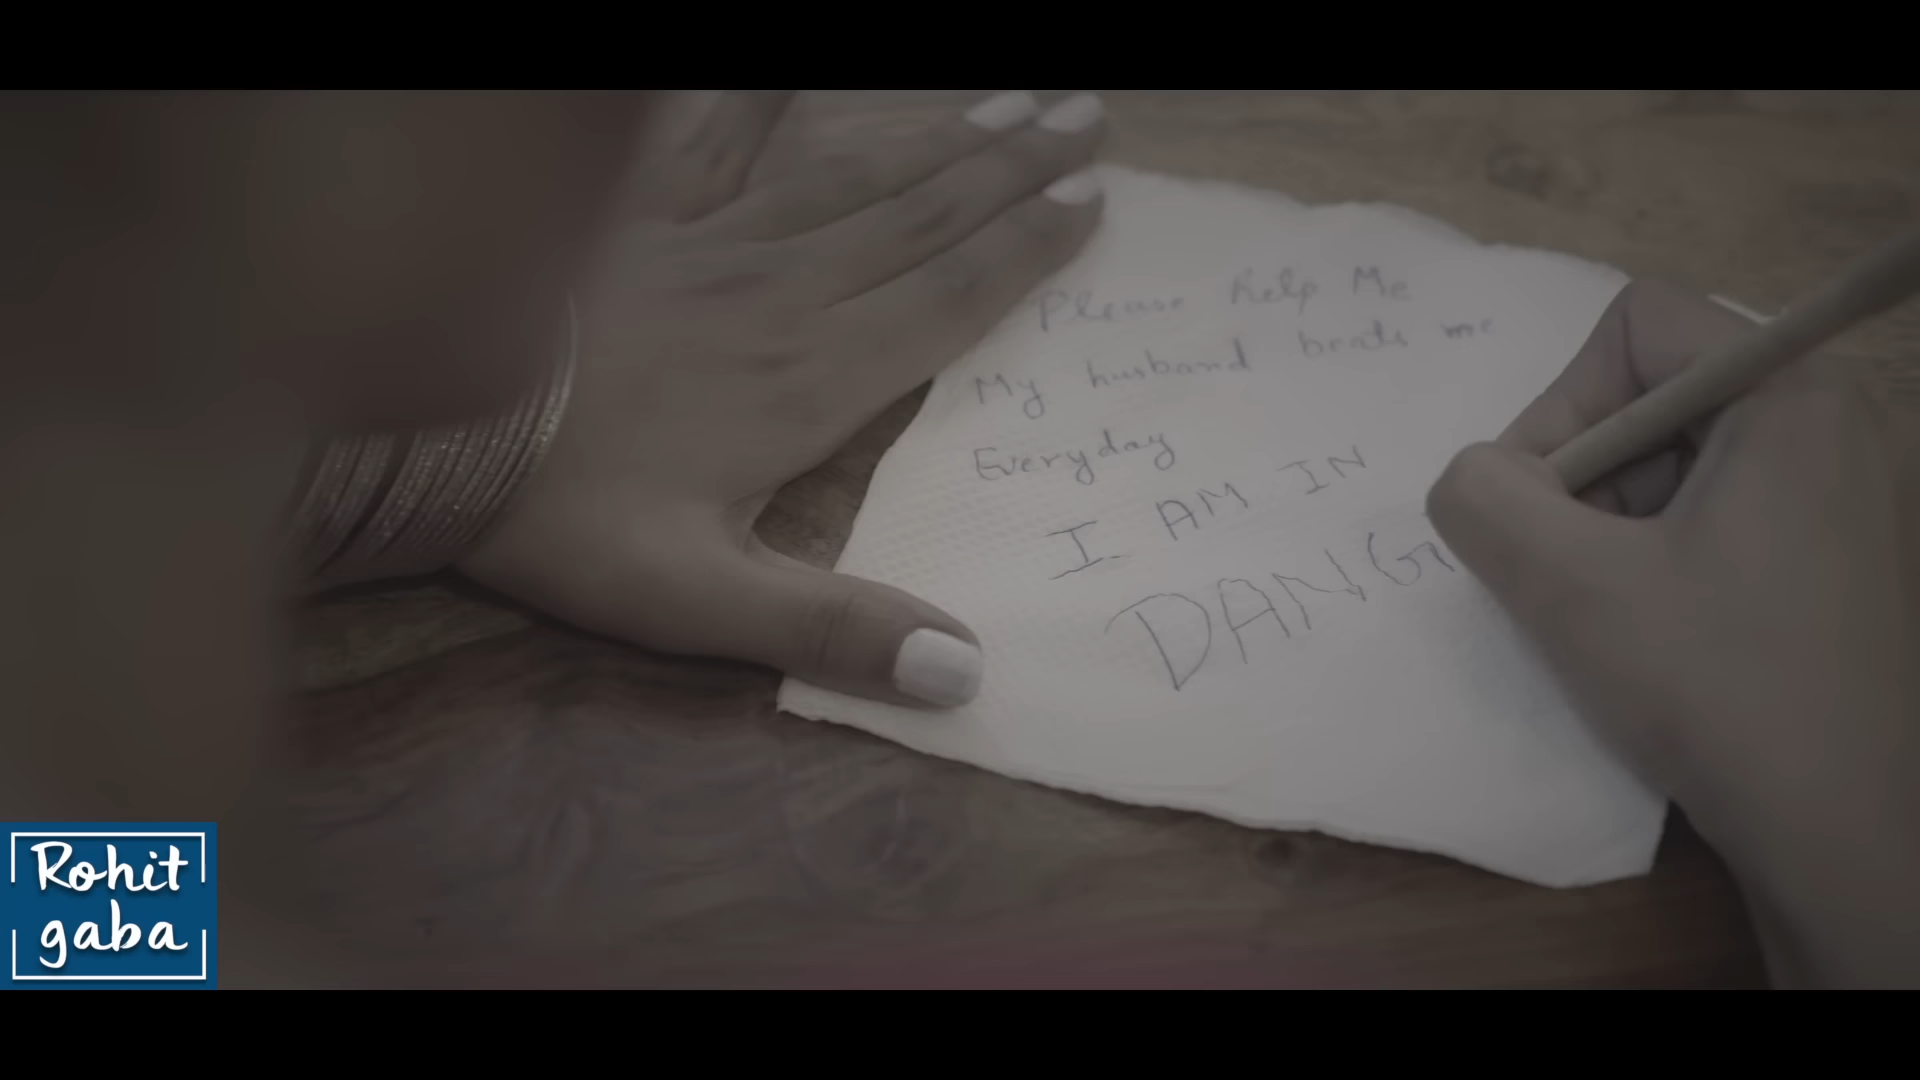 Please help Me
My husband beats me
Everyday
I AM IN
DANG
Rohit
gaba